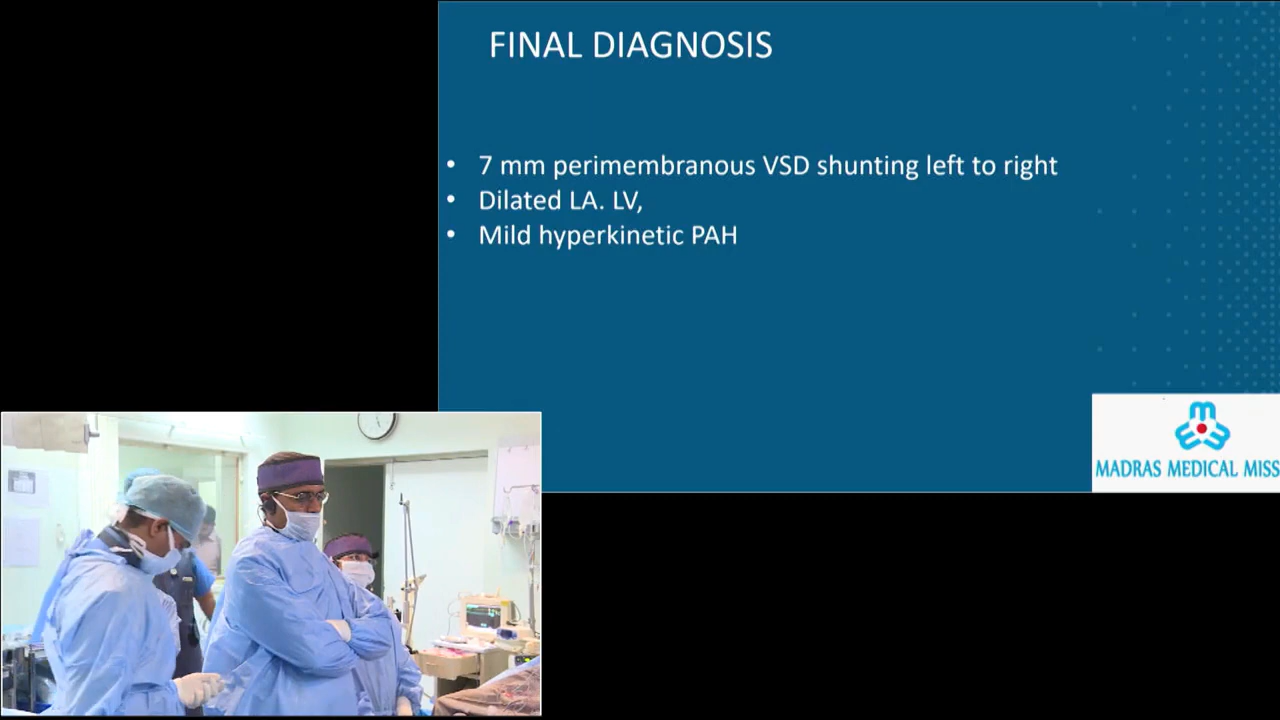 FINAL DIAGNOSIS
• 7 mm perimembranous VSD shunting left to right
• Dilated LA. LV,
• Mild hyperkinetic PAH
MADRAS MEDICAL MISS